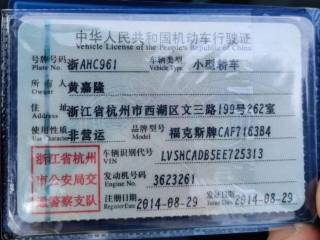 中华人民共和国机动车行驶证
Vehicle License of the People's Republic of China
号牌号码 浙AHC961 车辆类型 小型轿车
Plate No. Vehicle Type
所有人 黄嘉隆
Owner
住址 浙江省杭州市西湖区文三路199号262室
Address
使用性质 非营运 品牌型号 福克斯牌CAF7163B4
Use Character Model
浙江省杭州 车辆识别代号 LVSHCADB5EE725313
VIN
市公安局交 发动机号码 3623261
Engine No.
通警察支队 注册日期 2014-08-29 发证日期 2014-08-29
Register Date Issue Date